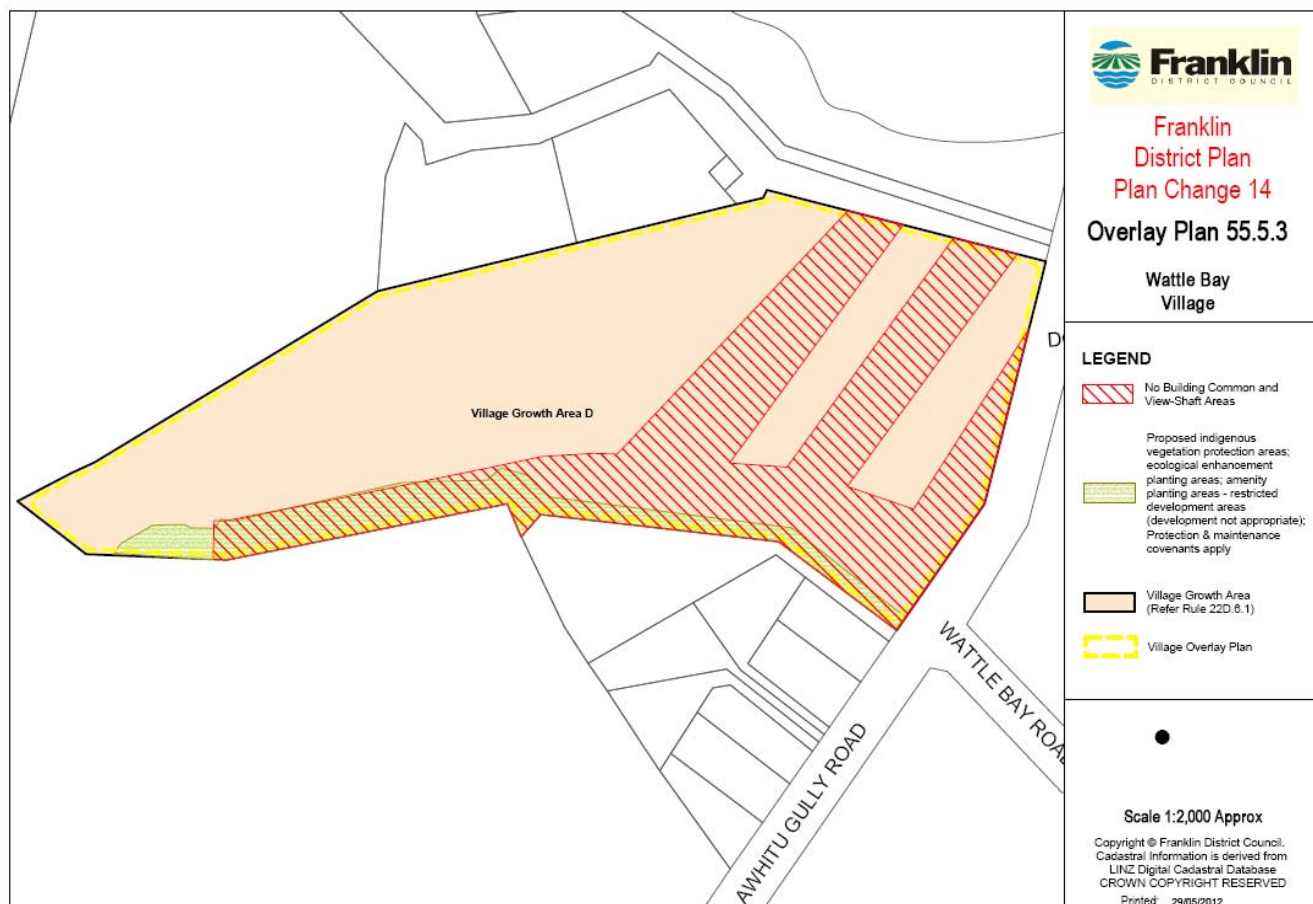 Franklin
DISTRICT COUNCIL
Franklin
District Plan
Plan Change 14
Overlay Plan 55.5.3
Wattle Bay
Village
LEGEND
No Building Common and
View-Shaft Areas
Proposed indigenous
vegetation protection areas;
ecological enhancement
planting areas; amenity
planting areas - restricted
development areas
(development not appropriate);
Protection & maintenance
covenants apply
Village Growth Area
(Refer Rule 22D.6.1)
Village Overlay Plan
Scale 1:2,000 Approx
Copyright © Franklin District Council.
Cadastral Information is derived from
LINZ Digital Cadastral Database
CROWN COPYRIGHT RESERVED
Printed: 29/05/2012
Village Growth Area D
WATTLE BAY ROAD
AWHITU GULLY ROAD